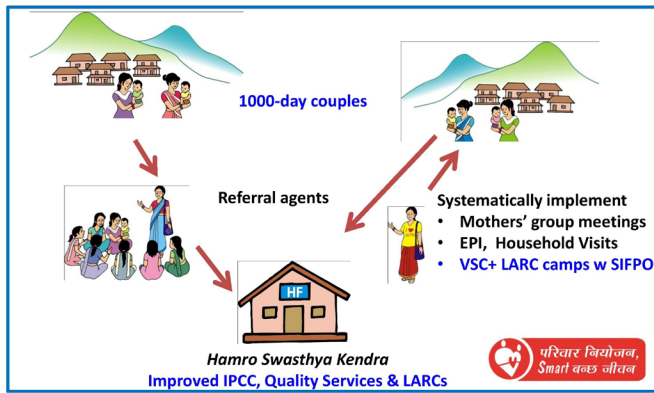 1000-day couples
Referral agents
Systematically implement
• Mothers' group meetings
• EPI, Household Visits
• VSC+ LARC camps w SIFPO
HF
Hamro Swasthya Kendra
Improved IPCC, Quality Services & LARCs
परिवार नियोजन,
Smart बन्छ जीवन